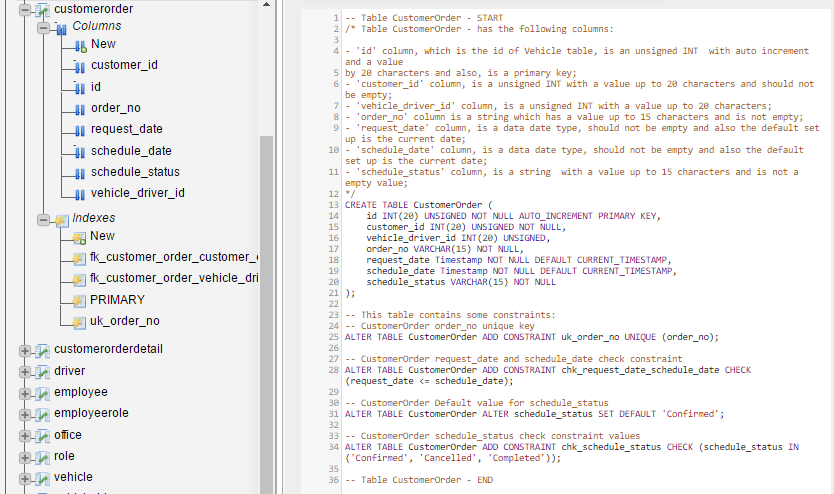 customerorder
Columns
New
customer_id
id
order_no
request_date
schedule_date
schedule_status
vehicle_driver_id
Indexes
New
fk_customer_order_customer_
fk_customer_order_vehicle_dri
PRIMARY
uk_order_no
customerorderdetail
driver
employee
employeerole
office
role
vehicle
1 -- Table CustomerOrder - START
2 /* Table CustomerOrder - has the following columns:
3
4 - 'id' column, which is the id of Vehicle table, is an unsigned INT  with auto increment
and a value
5 by 20 characters and also, is a primary key;
6 - 'customer_id' column, is a unsigned INT with a value up to 20 characters and should not
be empty;
7 - 'vehicle_driver_id' column, is a unsigned INT with a value up to 20 characters;
8 - 'order_no' column is a string which has a value up to 15 characters and is not empty;
9 - 'request_date' column, is a data date type, should not be empty and also the default set
up is the current date;
10 - 'schedule_date' column, is a data date type, should not be empty and also the default
set up is the current date;
11 - 'schedule_status' column, is a string  with a value up to 15 characters and is not a
empty value;
12 */
13 CREATE TABLE CustomerOrder (
14 id INT(20) UNSIGNED NOT NULL AUTO_INCREMENT PRIMARY KEY,
15 customer_id INT(20) UNSIGNED NOT NULL,
16 vehicle_driver_id INT(20) UNSIGNED,
17 order_no VARCHAR(15) NOT NULL,
18 request_date Timestamp NOT NULL DEFAULT CURRENT_TIMESTAMP,
19 schedule_date Timestamp NOT NULL DEFAULT CURRENT_TIMESTAMP,
20 schedule_status VARCHAR(15) NOT NULL
21 );
22
23 -- This table contains some constraints:
24 -- CustomerOrder order_no unique key
25 ALTER TABLE CustomerOrder ADD CONSTRAINT uk_order_no UNIQUE (order_no);
26
27 -- CustomerOrder request_date and schedule_date check constraint
28 ALTER TABLE CustomerOrder ADD CONSTRAINT chk_request_date_schedule_date CHECK
(request_date <= schedule_date);
29
30 -- CustomerOrder Default value for schedule_status
31 ALTER TABLE CustomerOrder ALTER schedule_status SET DEFAULT 'Confirmed';
32
33 -- CustomerOrder schedule_status check constraint values
34 ALTER TABLE CustomerOrder ADD CONSTRAINT chk_schedule_status CHECK (schedule_status IN
('Confirmed', 'Cancelled', 'Completed'));
35
36 -- Table CustomerOrder - END